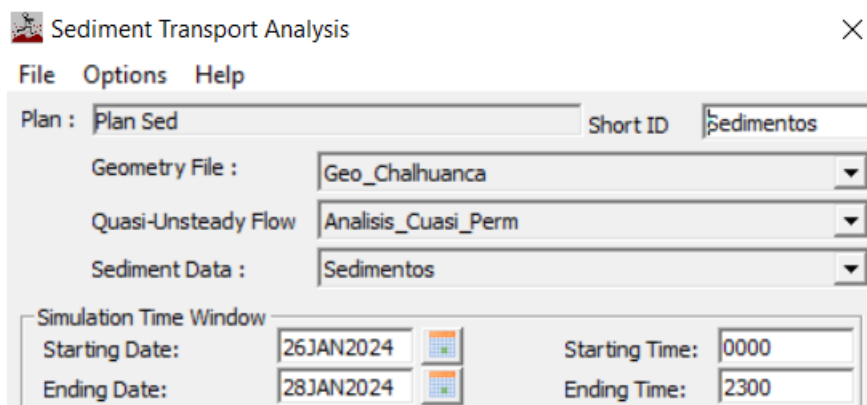 Sediment Transport Analysis
File Options Help
Plan : Plan Sed Short ID Sedimentos
Geometry File : Geo_Chalhuanca
Quasi-Unsteady Flow Analisis_Cuasi_Perm
Sediment Data : Sedimentos
Simulation Time Window
Starting Date: 26JAN2024 Starting Time: 0000
Ending Date: 28JAN2024 Ending Time: 2300